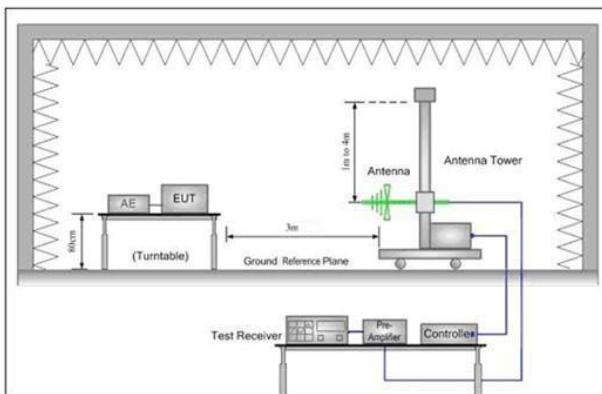 1m to 4m
Antenna
Antenna Tower
AE
EUT
80cm
(Turntable)
3m
Ground Reference Plane
Test Receiver
Pre-
Amplifier
Controller